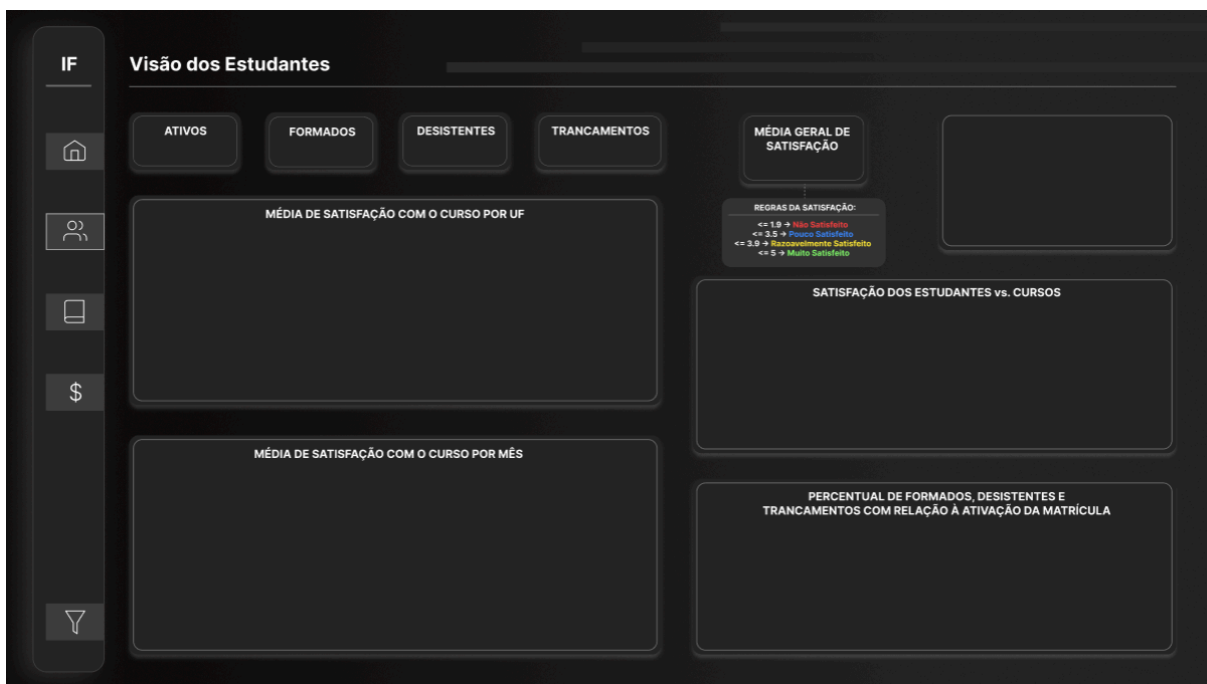 IF
Visão dos Estudantes
ATIVOS
FORMADOS
DESISTENTES
TRANCAMENTOS
MÉDIA GERAL DE
SATISFAÇÃO
REGRAS DA SATISFAÇÃO:
<= 1.9 → Não Satisfeito
<= 3.5 → Pouco Satisfeito
<= 3.9 → Razoavelmente Satisfeito
<= 5 → Muito Satisfeito
MÉDIA DE SATISFAÇÃO COM O CURSO POR UF
SATISFAÇÃO DOS ESTUDANTES vs. CURSOS
$
MÉDIA DE SATISFAÇÃO COM O CURSO POR MÊS
PERCENTUAL DE FORMADOS, DESISTENTES E
TRANCAMENTOS COM RELAÇÃO À ATIVAÇÃO DA MATRÍCULA